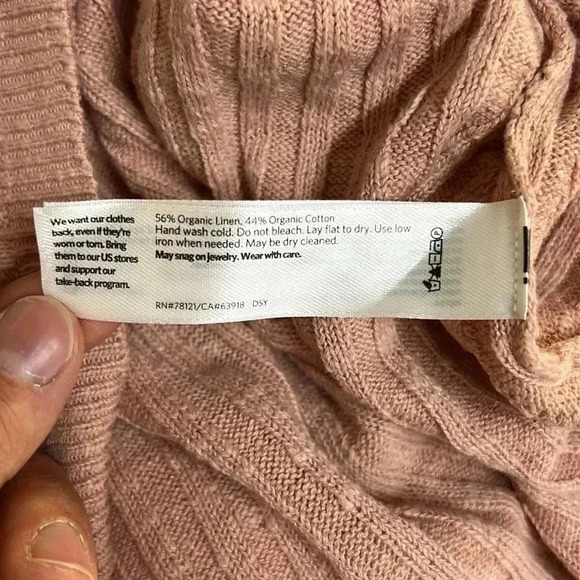 We want our clothes
back, even if they're
worn or torn. Bring
them to our US stores
and support our
take-back program.
56% Organic Linen, 44% Organic Cotton
Hand wash cold. Do not bleach. Lay flat to dry. Use low
iron when needed. May be dry cleaned.
May snag on jewelry. Wear with care.
RN#78121/CA#63918 DSY